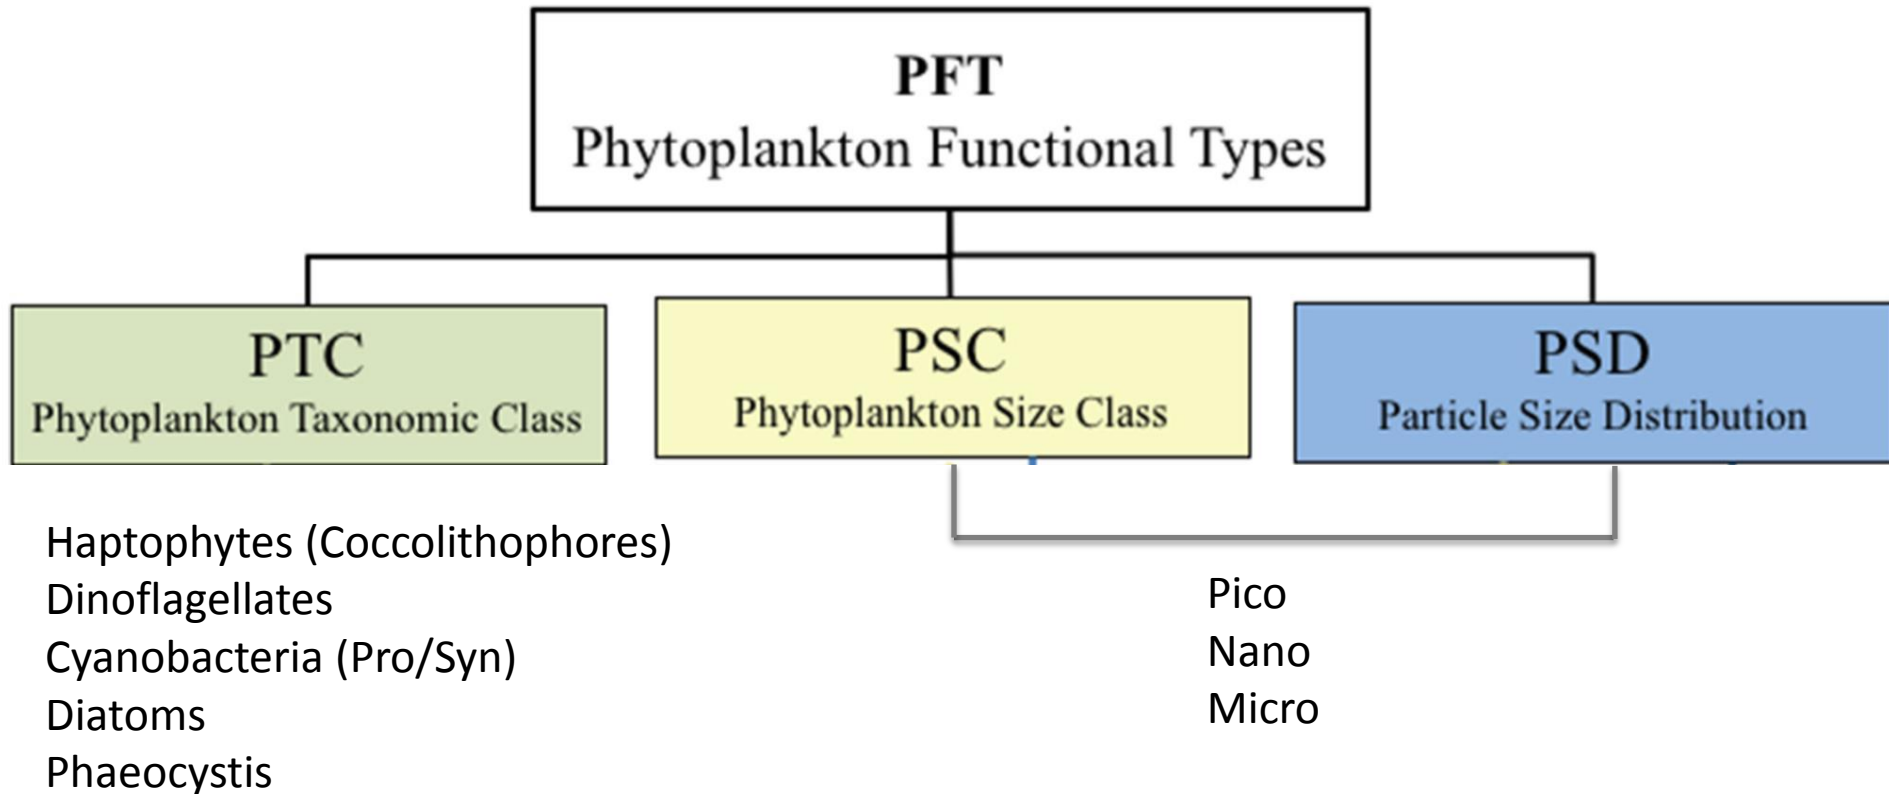 PFT
Phytoplankton Functional Types
PTC
Phytoplankton Taxonomic Class
PSC
Phytoplankton Size Class
PSD
Particle Size Distribution
Haptophytes (Coccolithophores)
Dinoflagellates
Cyanobacteria (Pro/Syn)
Diatoms
Phaeocystis
Pico
Nano
Micro